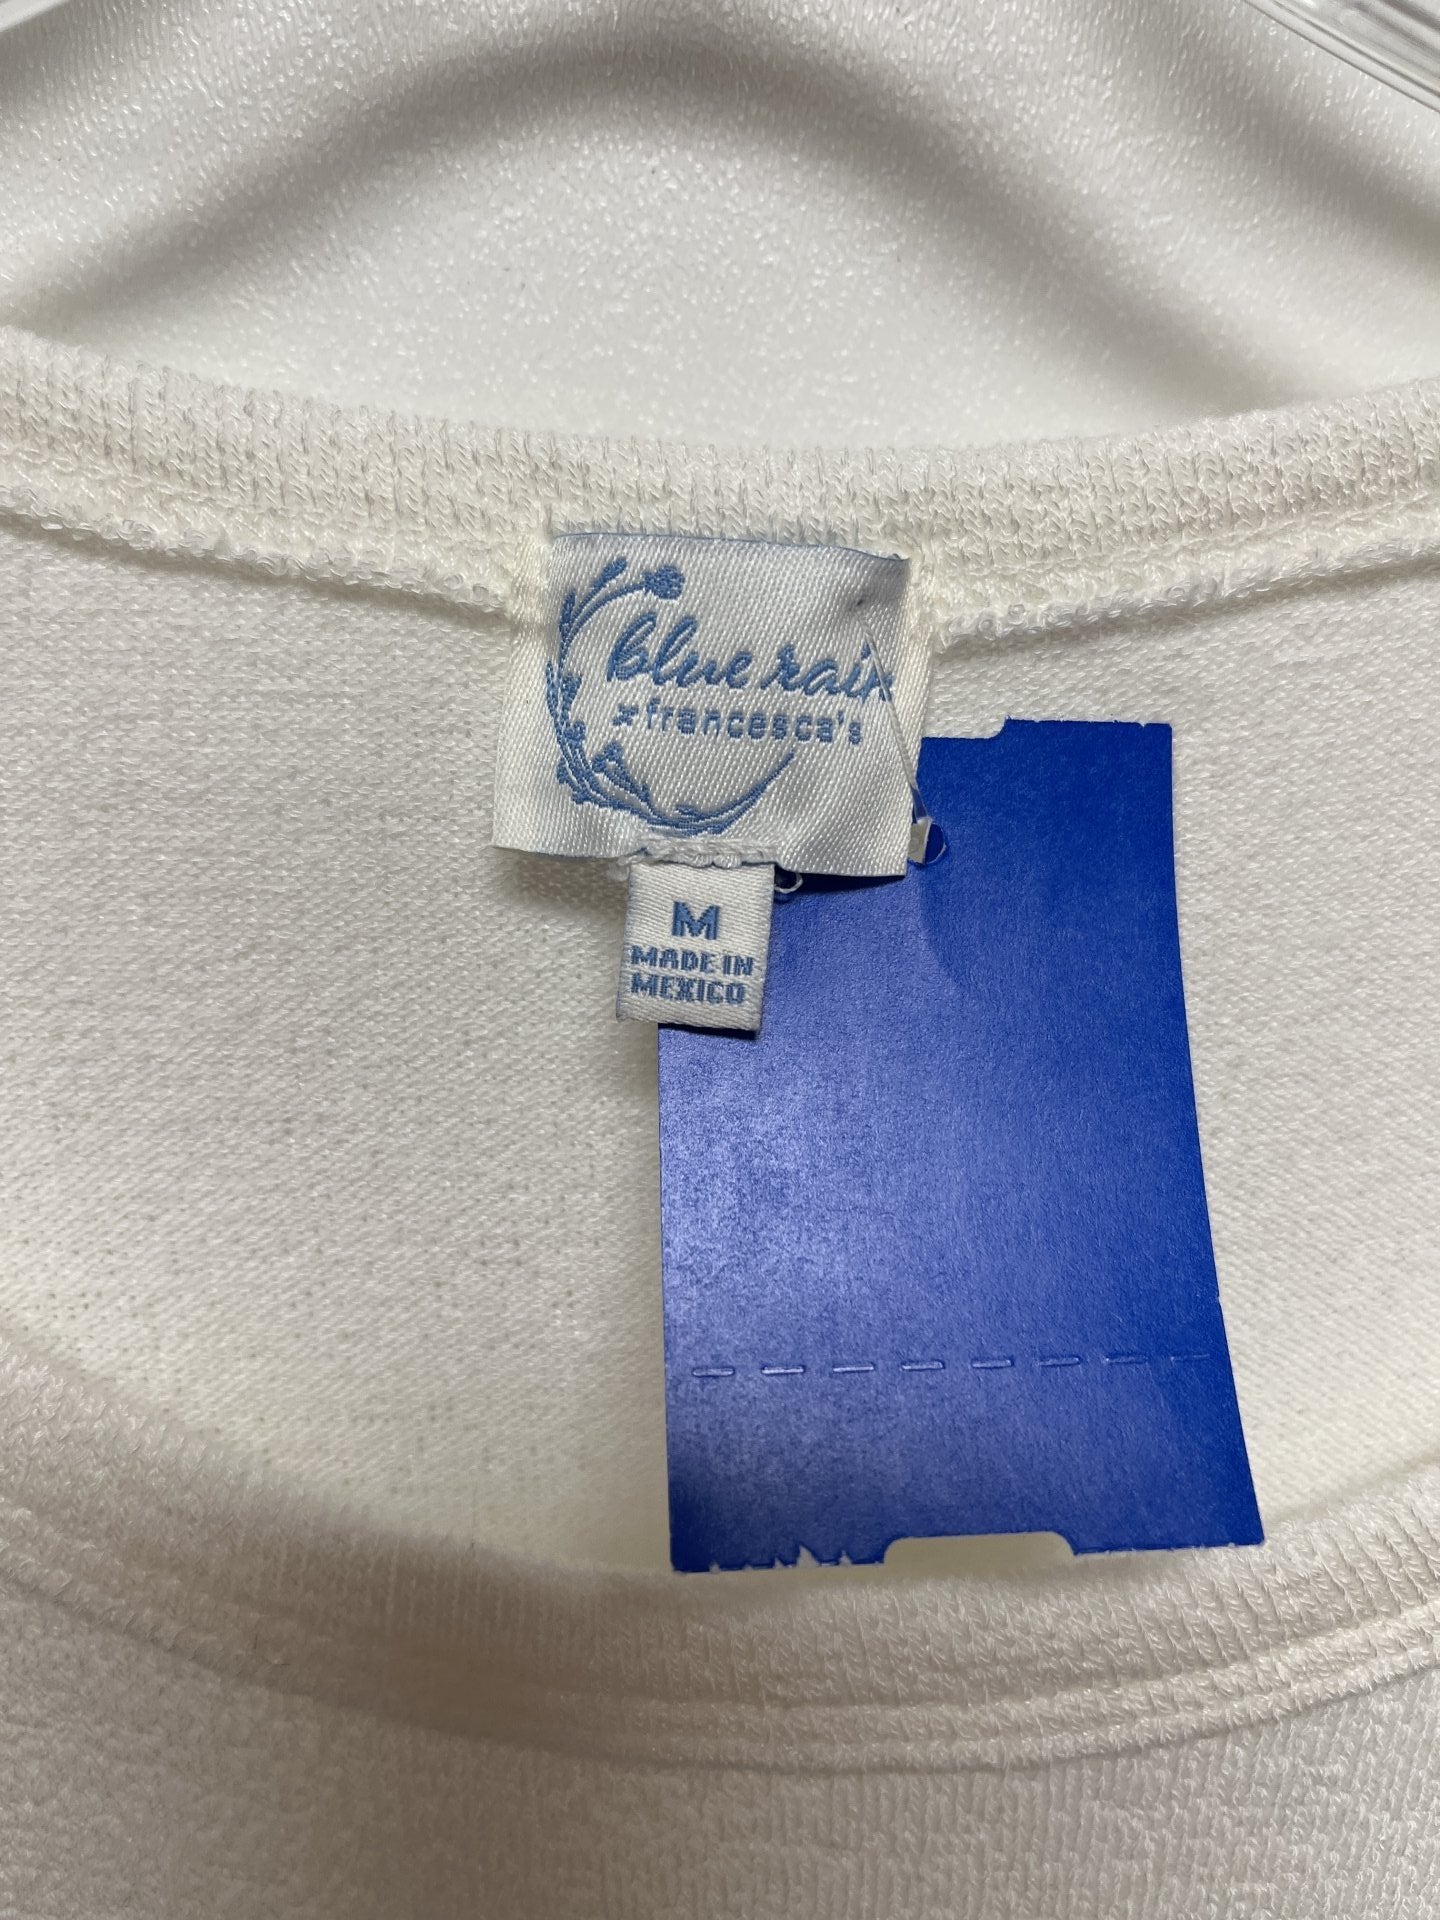 blue rain
x francesca's
M
MADE IN
MEXICO